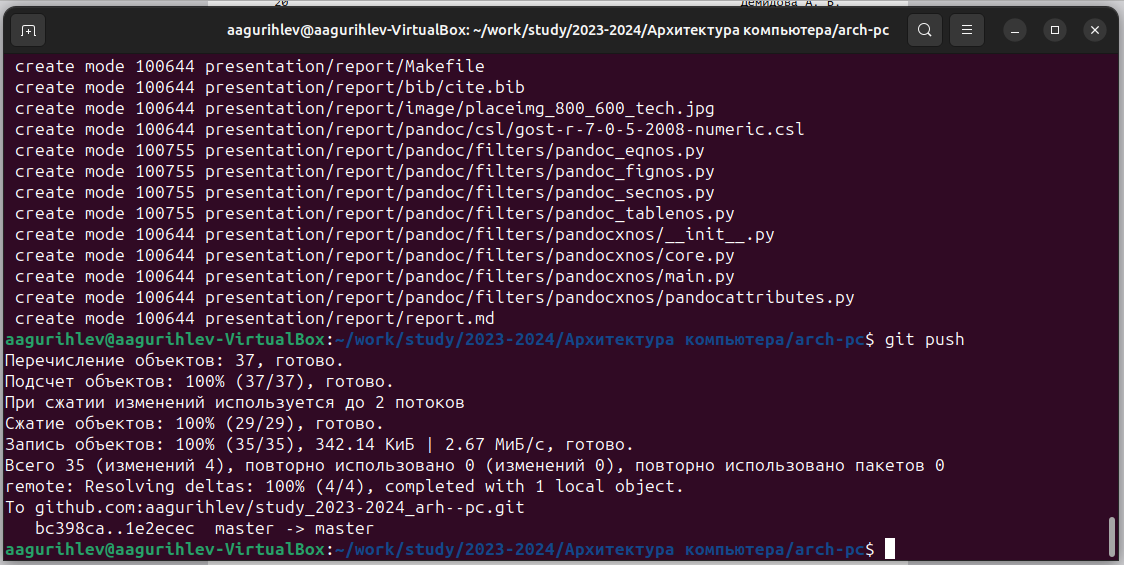 20 Демидова А. В.
aagurihlev@aagurihlev-VirtualBox: ~/work/study/2023-2024/Архитектура компьютера/arch-pc
create mode 100644 presentation/report/Makefile
create mode 100644 presentation/report/bib/cite.bib
create mode 100644 presentation/report/image/placeimg_800_600_tech.jpg
create mode 100644 presentation/report/pandoc/csl/gost-r-7-0-5-2008-numeric.csl
create mode 100755 presentation/report/pandoc/filters/pandoc_eqnos.py
create mode 100755 presentation/report/pandoc/filters/pandoc_fignos.py
create mode 100755 presentation/report/pandoc/filters/pandoc_secnos.py
create mode 100755 presentation/report/pandoc/filters/pandoc_tablenos.py
create mode 100644 presentation/report/pandoc/filters/pandocxnos/__init__.py
create mode 100644 presentation/report/pandoc/filters/pandocxnos/core.py
create mode 100644 presentation/report/pandoc/filters/pandocxnos/main.py
create mode 100644 presentation/report/pandoc/filters/pandocxnos/pandocattributes.py
create mode 100644 presentation/report/report.md
aagurihlev@aagurihlev-VirtualBox:~/work/study/2023-2024/Архитектура компьютера/arch-pc$ git push
Перечисление объектов: 37, готово.
Подсчет объектов: 100% (37/37), готово.
При сжатии изменений используется до 2 потоков
Сжатие объектов: 100% (29/29), готово.
Запись объектов: 100% (35/35), 342.14 КиБ | 2.67 МиБ/с, готово.
Всего 35 (изменений 4), повторно использовано 0 (изменений 0), повторно использовано пакетов 0
remote: Resolving deltas: 100% (4/4), completed with 1 local object.
To github.com:aagurihlev/study_2023-2024_arh--pc.git
bc398ca..1e2ecec master -> master
aagurihlev@aagurihlev-VirtualBox:~/work/study/2023-2024/Архитектура компьютера/arch-pc$